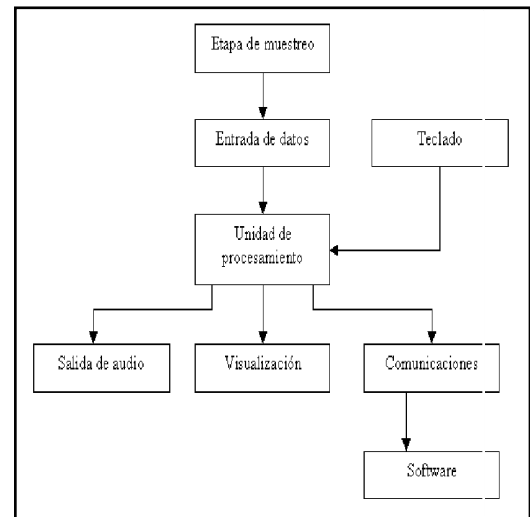 Etapa de muestreo
Entrada de datos
Teclado
Unidad de
procesamiento
Salida de audio
Visualización
Comunicaciones
Software